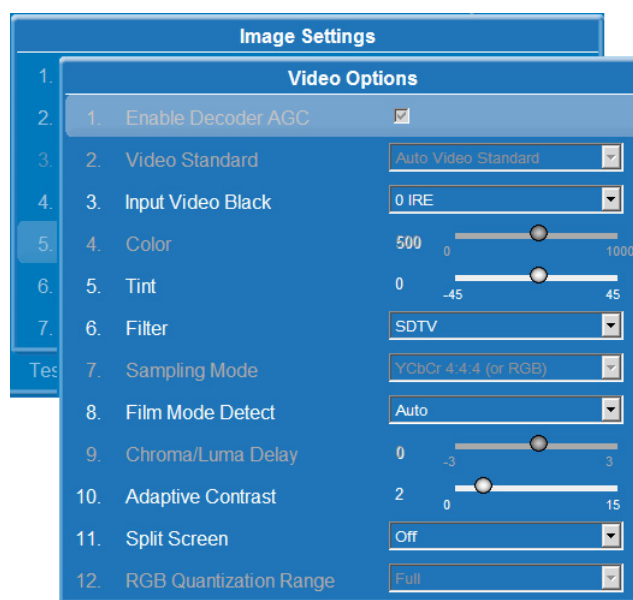 Image Settings
1.
2.
3.
4.
5.
6.
7.
Tes
Video Options
1. Enable Decoder AGC
2. Video Standard Auto Video Standard
3. Input Video Black 0 IRE
4. Color 500 0 1000
5. Tint 0 -45 45
6. Filter SDTV
7. Sampling Mode YCbCr 4:4:4 (or RGB)
8. Film Mode Detect Auto
9. Chroma/Luma Delay 0 -3 3
10. Adaptive Contrast 2 0 15
11. Split Screen Off
12. RGB Quantization Range Full